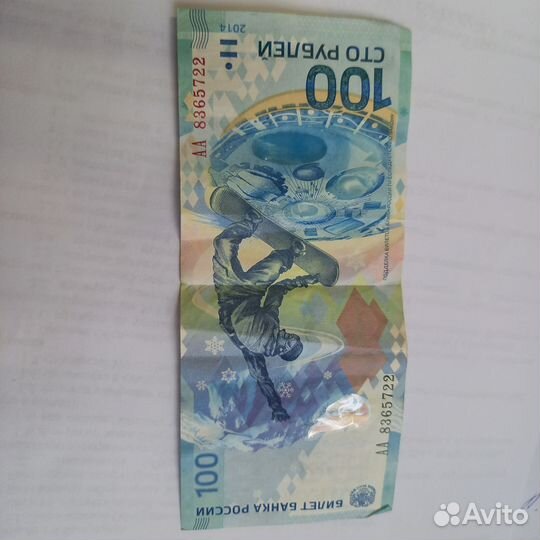 2014
100
СТО РУБЛЕЙ
АА 8365722
АА 8365722
100
БИЛЕТ БАНКА РОССИИ
Avito